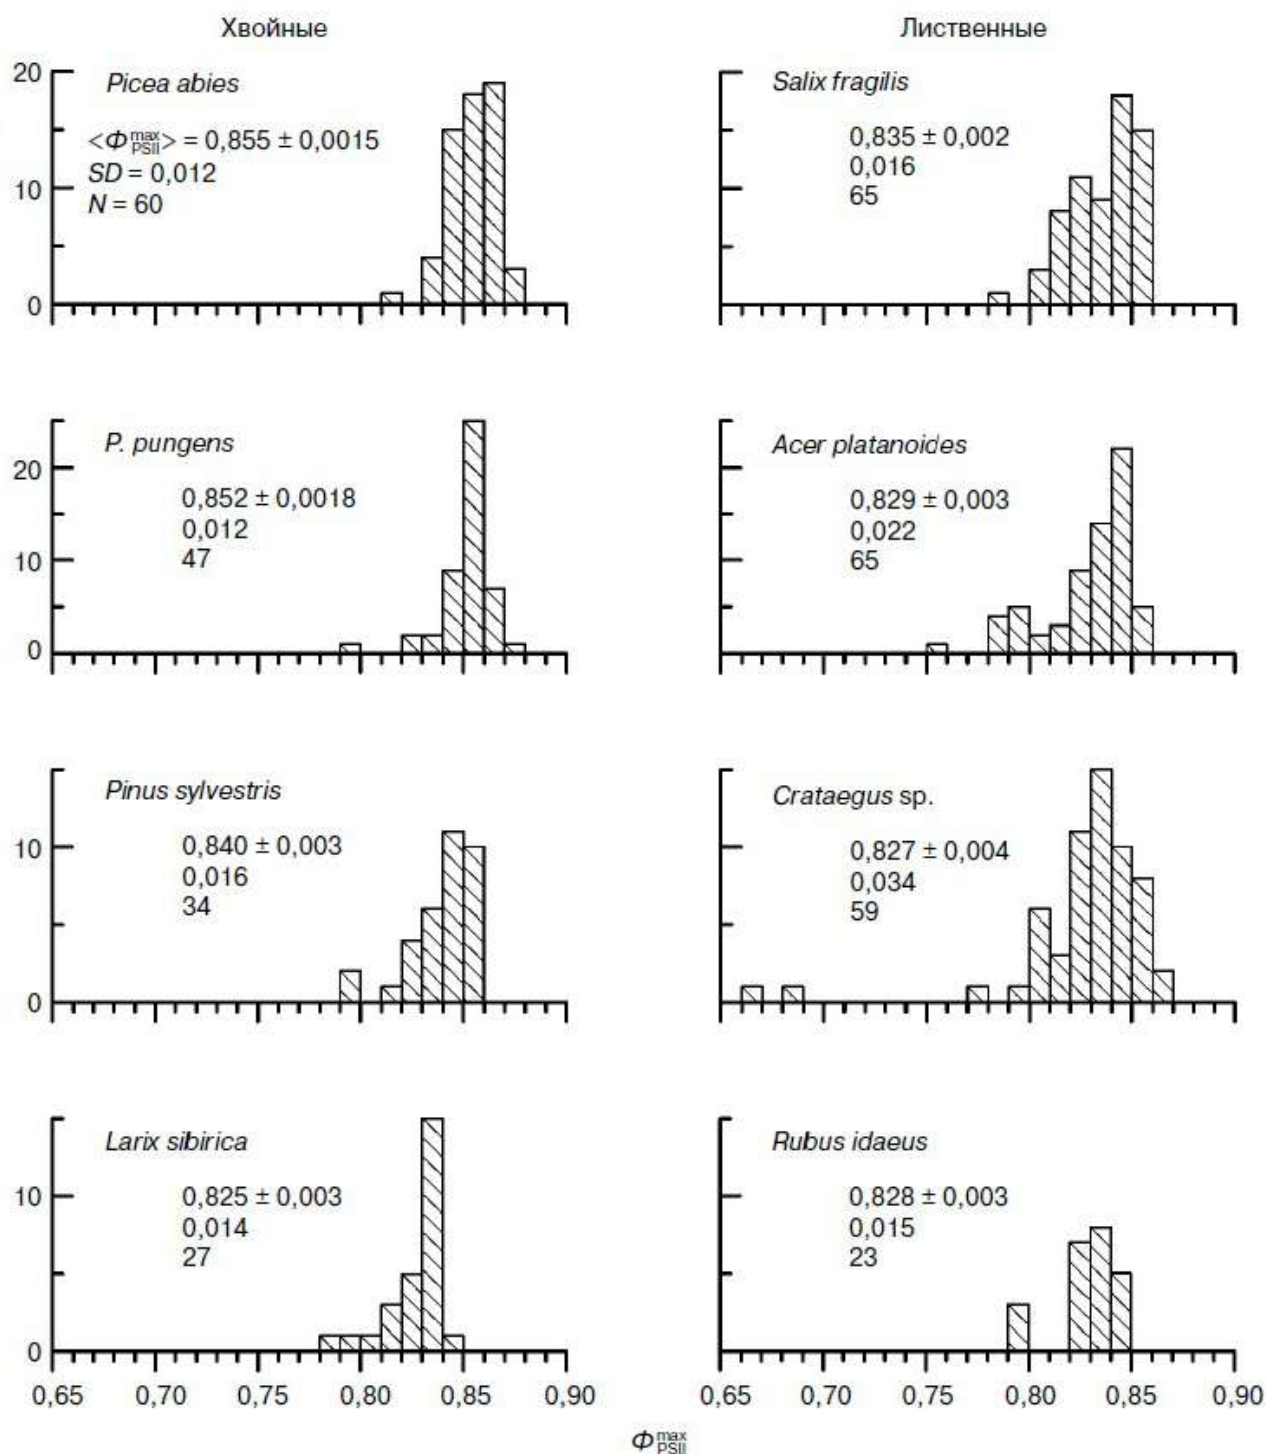 Хвойные
Лиственные
20
10
0
Picea abies
<Φ max PSII> = 0,855 ± 0,0015
SD = 0,012
N = 60
Salix fragilis
0,835 ± 0,002
0,016
65
20
10
0
P. pungens
0,852 ± 0,0018
0,012
47
Acer platanoides
0,829 ± 0,003
0,022
65
10
0
Pinus sylvestris
0,840 ± 0,003
0,016
34
Crataegus sp.
0,827 ± 0,004
0,034
59
10
0
Larix sibirica
0,825 ± 0,003
0,014
27
Rubus idaeus
0,828 ± 0,003
0,015
23
0,65 0,70 0,75 0,80 0,85 0,90
0,65 0,70 0,75 0,80 0,85 0,90
Φ max PSII